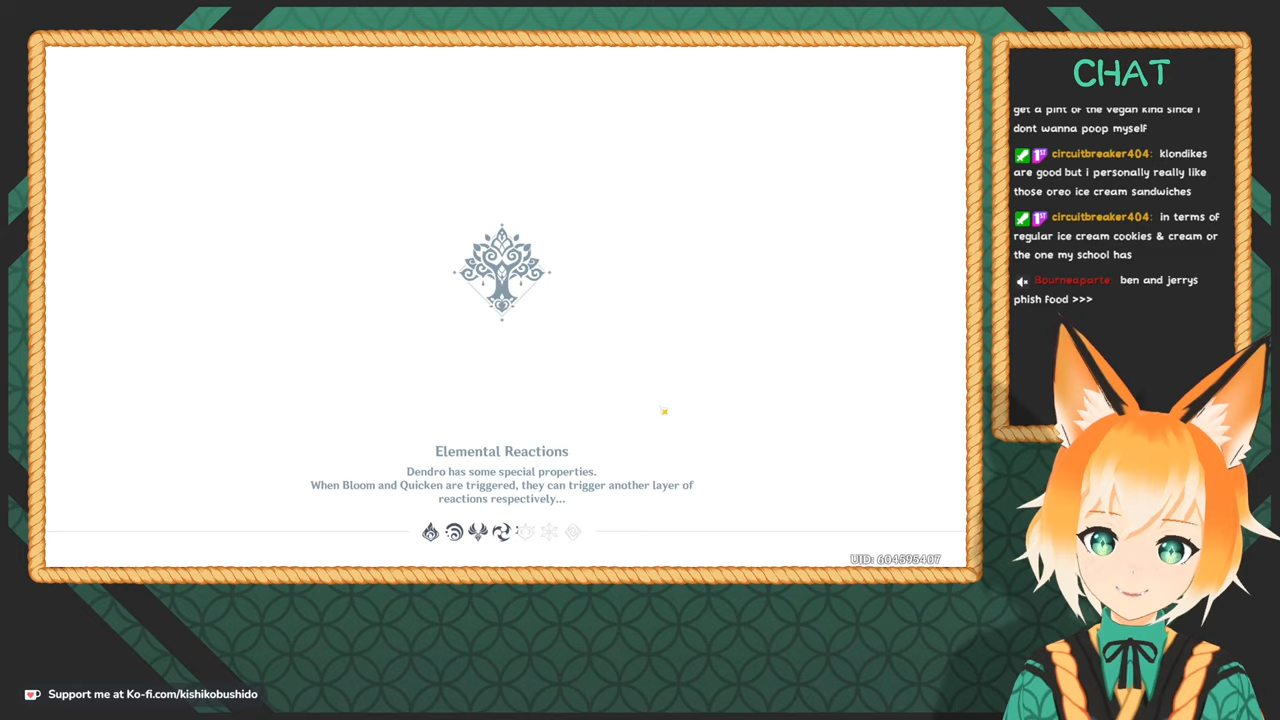 CHAT
get a pint of the vegan kind since i
dont wanna poop myself
circuitbreaker404: klondikes
are good but i personally really like
those oreo ice cream sandwiches
circuitbreaker404: in terms of
regular ice cream cookies & cream or
the one my school has
Bourneaparte ben and jerrys
phish food >>>
Elemental Reactions
Dendro has some special properties.
When Bloom and Quicken are triggered, they can trigger another layer of
reactions respectively...
UID: 604595407
Support me at Ko-fi.com/kishikobushido